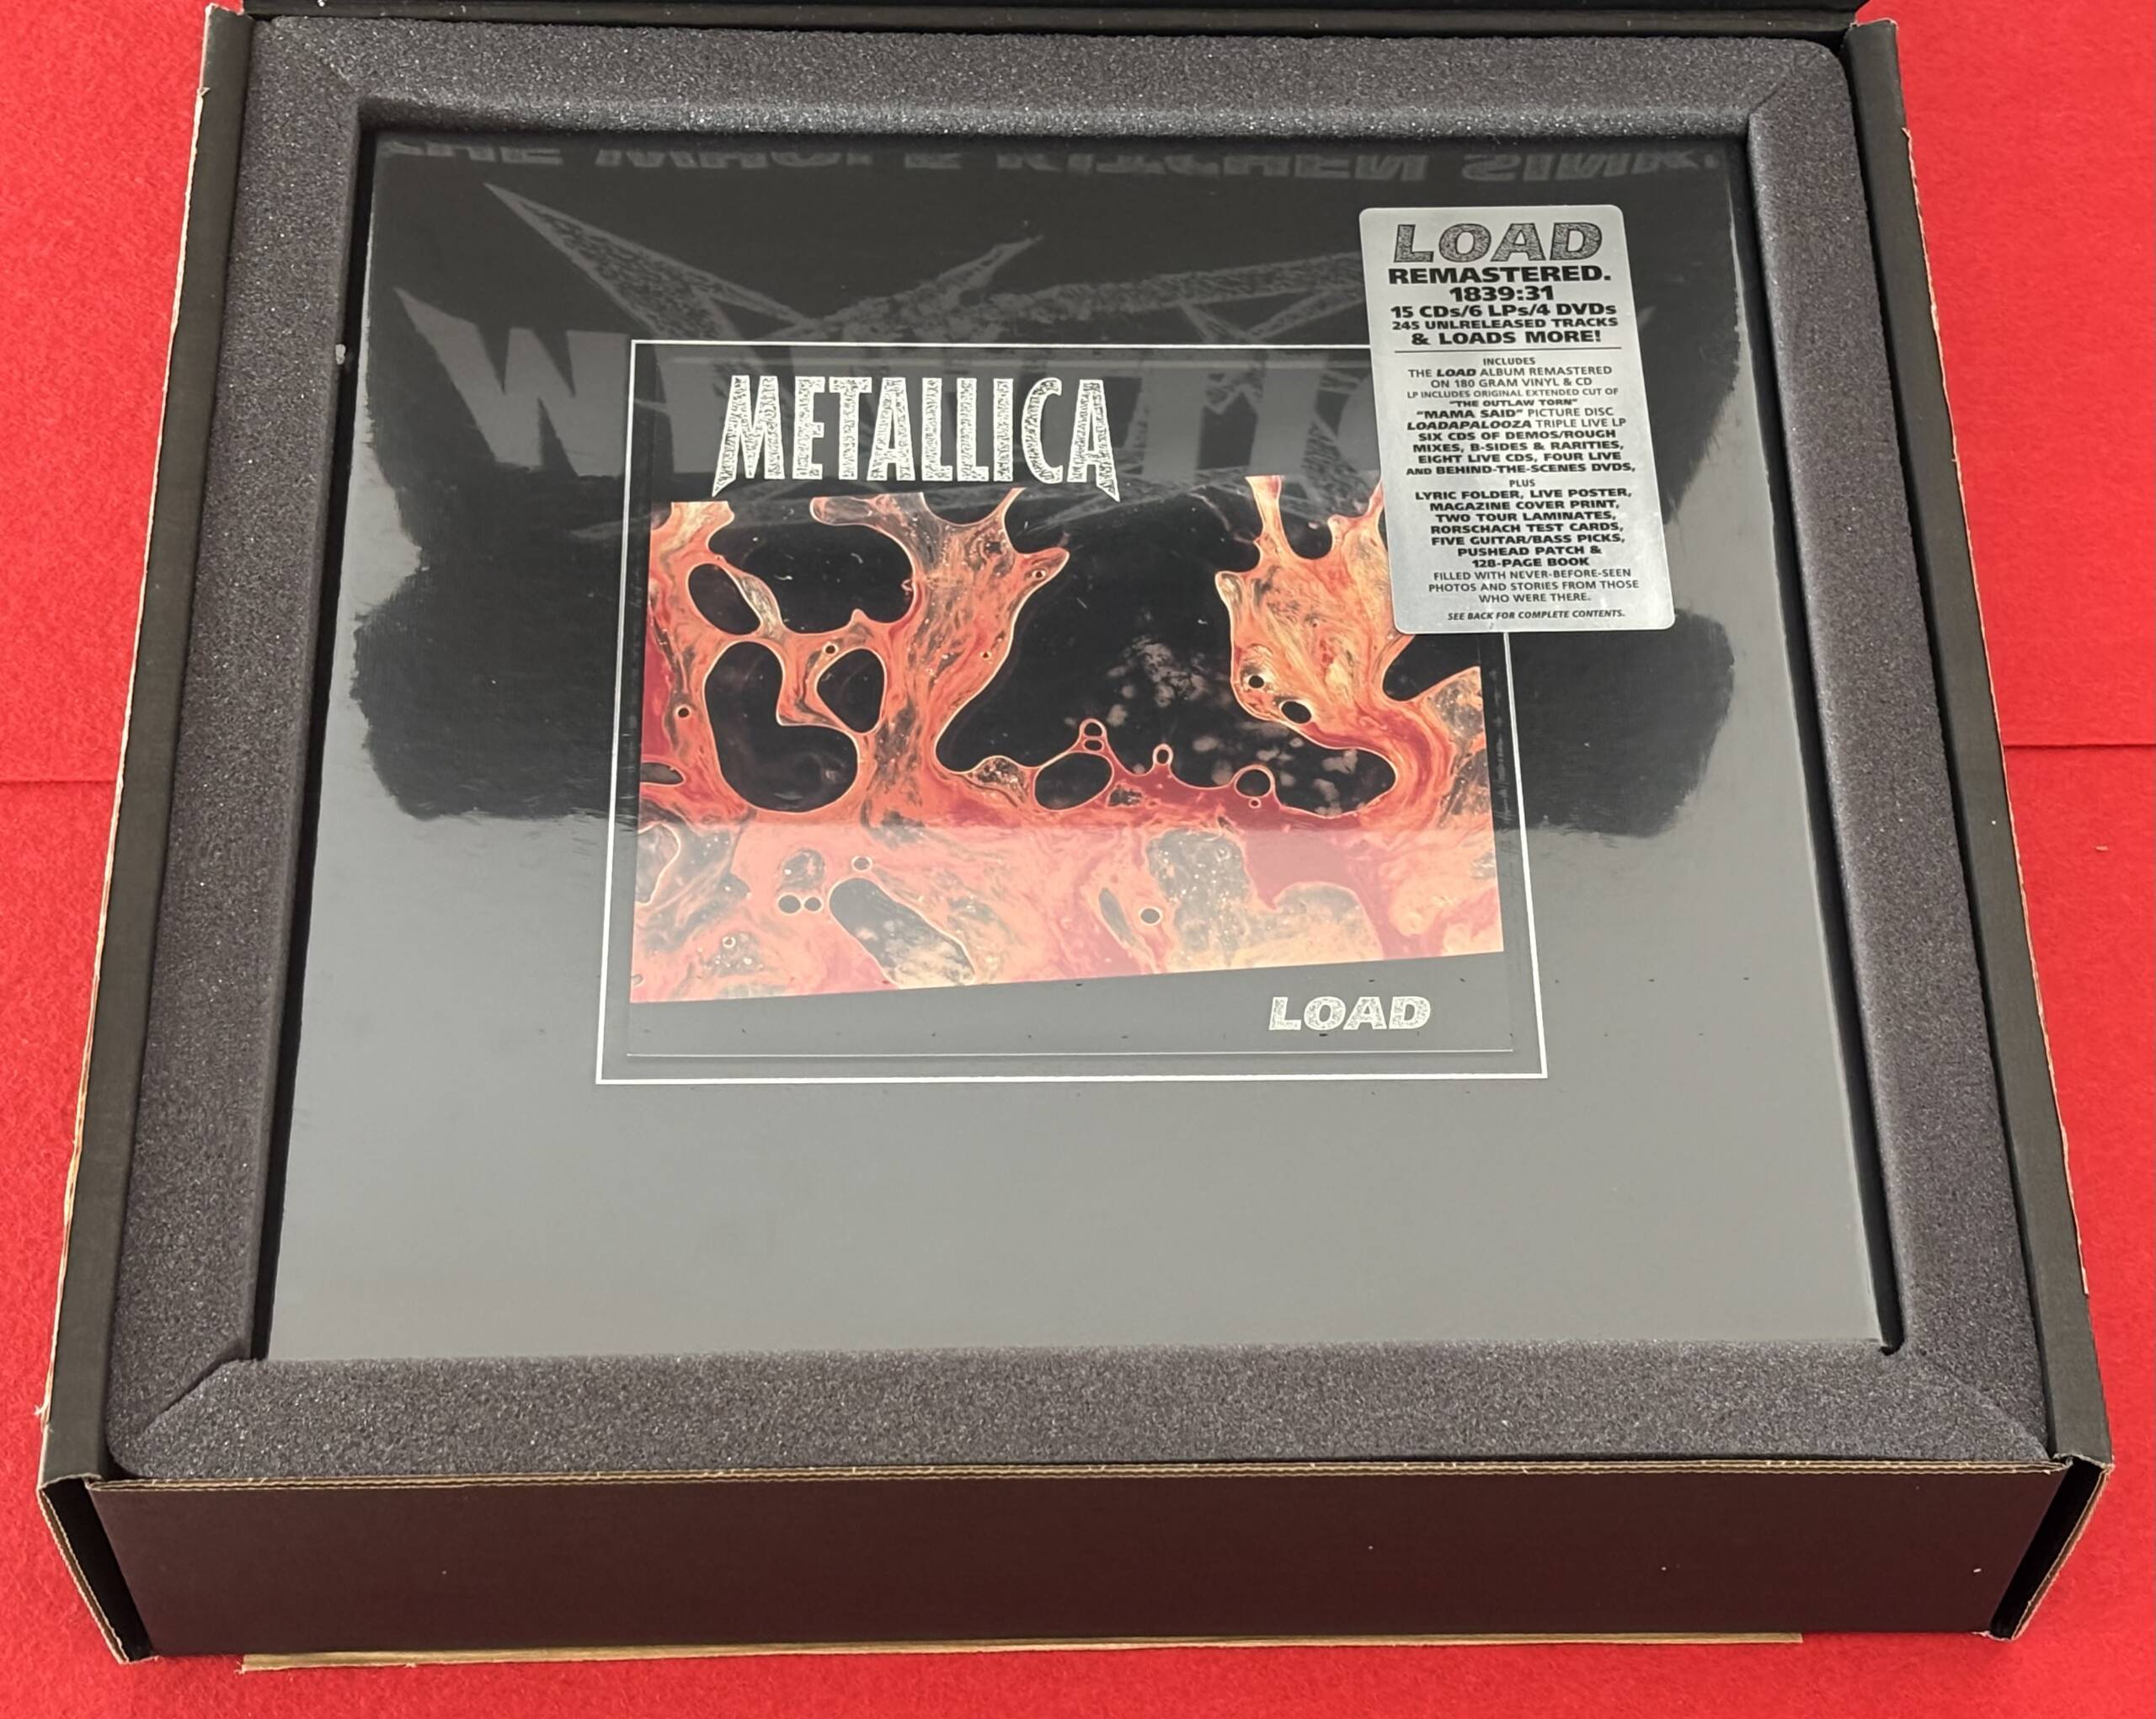 THE WHOLE KITCHEN SINK!
METALLICA
LOAD
LOAD
REMASTERED.
1839:31
15 CDs/6 LPs/4 DVDs
245 UNLRELEASED TRACKS
& LOADS MORE!
INCLUDES
THE LOAD ALBUM REMASTERED
ON 180 GRAM VINYL & CD
LP INCLUDES ORIGINAL EXTENDED CUT OF
"THE OUTLAW TORN"
"MAMA SAID" PICTURE DISC
LOADAPALOOZA TRIPLE LIVE LP
SIX CDS OF DEMOS/ROUGH
MIXES, B-SIDES & RARITIES,
EIGHT LIVE CDS, FOUR LIVE
AND BEHIND-THE-SCENES DVDS,
PLUS
LYRIC FOLDER, LIVE POSTER,
MAGAZINE COVER PRINT,
TWO TOUR LAMINATES,
RORSCHACH TEST CARDS,
FIVE GUITAR/BASS PICKS,
PUSHEAD PATCH &
128-PAGE BOOK
FILLED WITH NEVER-BEFORE-SEEN
PHOTOS AND STORIES FROM THOSE
WHO WERE THERE.
SEE BACK FOR COMPLETE CONTENTS.